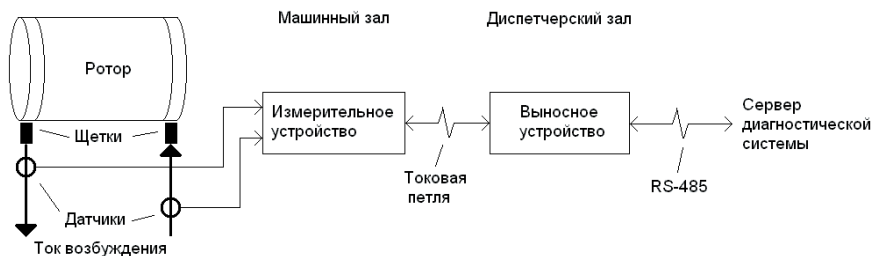 Машинный зал
Диспетчерский зал
Ротор
Щетки
Датчики
Ток возбуждения
Измерительное
устройство
Токовая
петля
Выносное
устройство
RS-485
Сервер
диагностической
системы